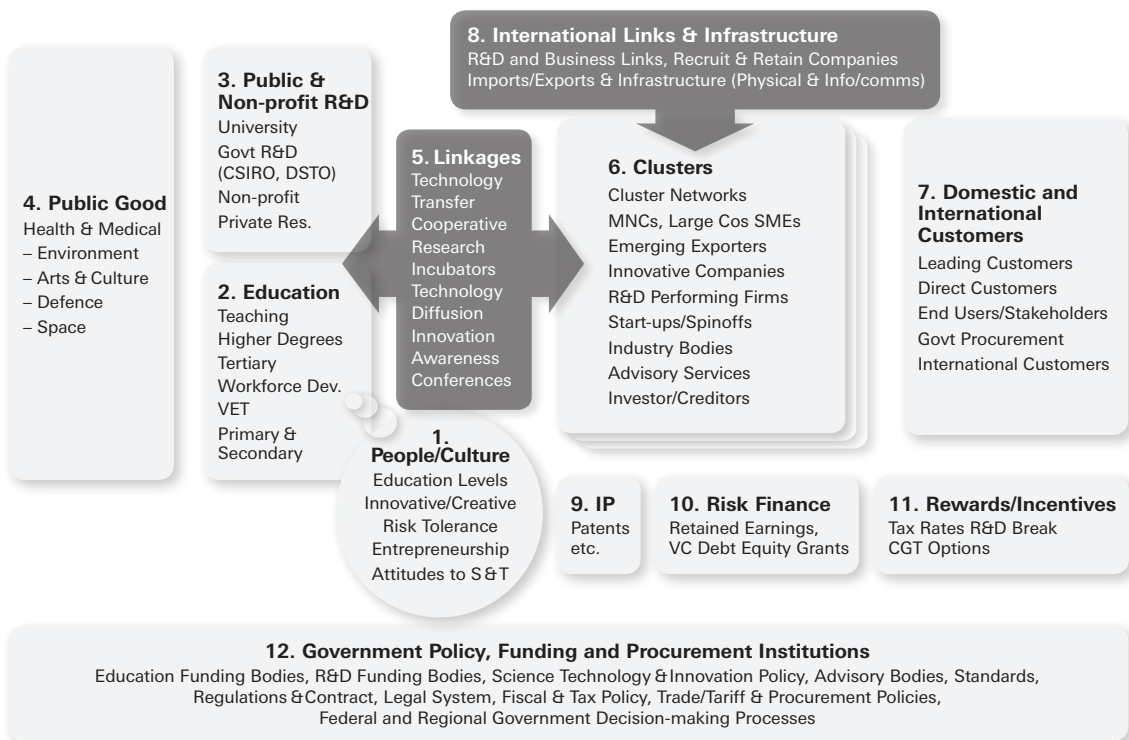 8. International Links & Infrastructure
R&D and Business Links, Recruit & Retain Companies
Imports/Exports & Infrastructure (Physical & Info/comms)
4. Public Good
Health & Medical
– Environment
– Arts & Culture
– Defence
– Space
3. Public &
Non-profit R&D
University
Govt R&D
(CSIRO, DSTO)
Non-profit
Private Res.
2. Education
Teaching
Higher Degrees
Tertiary
Workforce Dev.
VET
Primary &
Secondary
5. Linkages
Technology
Transfer
Cooperative
Research
Incubators
Technology
Diffusion
Innovation
Awareness
Conferences
1.
People/Culture
Education Levels
Innovative/Creative
Risk Tolerance
Entrepreneurship
Attitudes to S&T
6. Clusters
Cluster Networks
MNCs, Large Cos SMEs
Emerging Exporters
Innovative Companies
R&D Performing Firms
Start-ups/Spinoffs
Industry Bodies
Advisory Services
Investor/Creditors
7. Domestic and
International
Customers
Leading Customers
Direct Customers
End Users/Stakeholders
Govt Procurement
International Customers
9. IP
Patents
etc.
10. Risk Finance
Retained Earnings,
VC Debt Equity Grants
11. Rewards/Incentives
Tax Rates R&D Break
CGT Options
12. Government Policy, Funding and Procurement Institutions
Education Funding Bodies, R&D Funding Bodies, Science Technology & Innovation Policy, Advisory Bodies, Standards,
Regulations & Contract, Legal System, Fiscal & Tax Policy, Trade/Tariff & Procurement Policies,
Federal and Regional Government Decision-making Processes